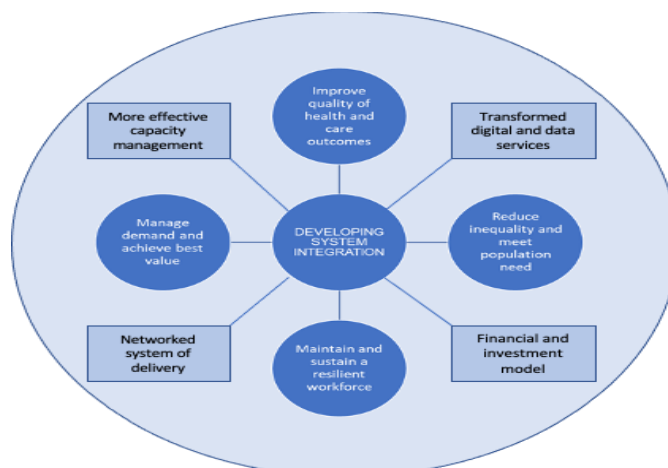 Improve
quality of
health and
care
outcomes
More effective
capacity
management
Transformed
digital and data
services
Manage
demand and
achieve best
value
DEVELOPING
SYSTEM
INTEGRATION
Reduce
inequality and
meet
population
need
Networked
system of
delivery
Maintain and
sustain a
resilient
workforce
Financial and
investment
model